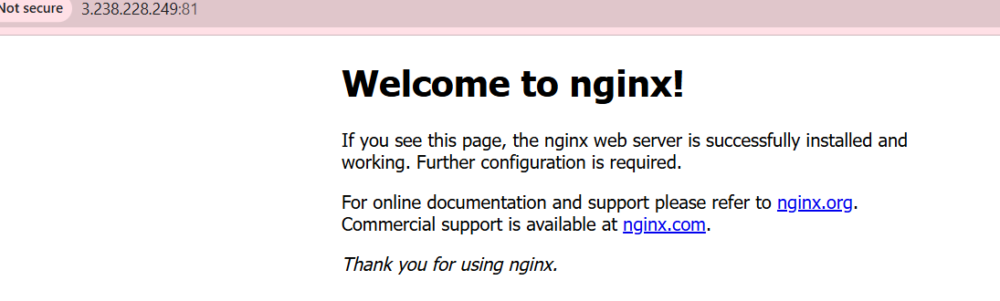 Not secure 3.238.228.249:81
Welcome to nginx!
If you see this page, the nginx web server is successfully installed and
working. Further configuration is required.
For online documentation and support please refer to nginx.org.
Commercial support is available at nginx.com.
Thank you for using nginx.